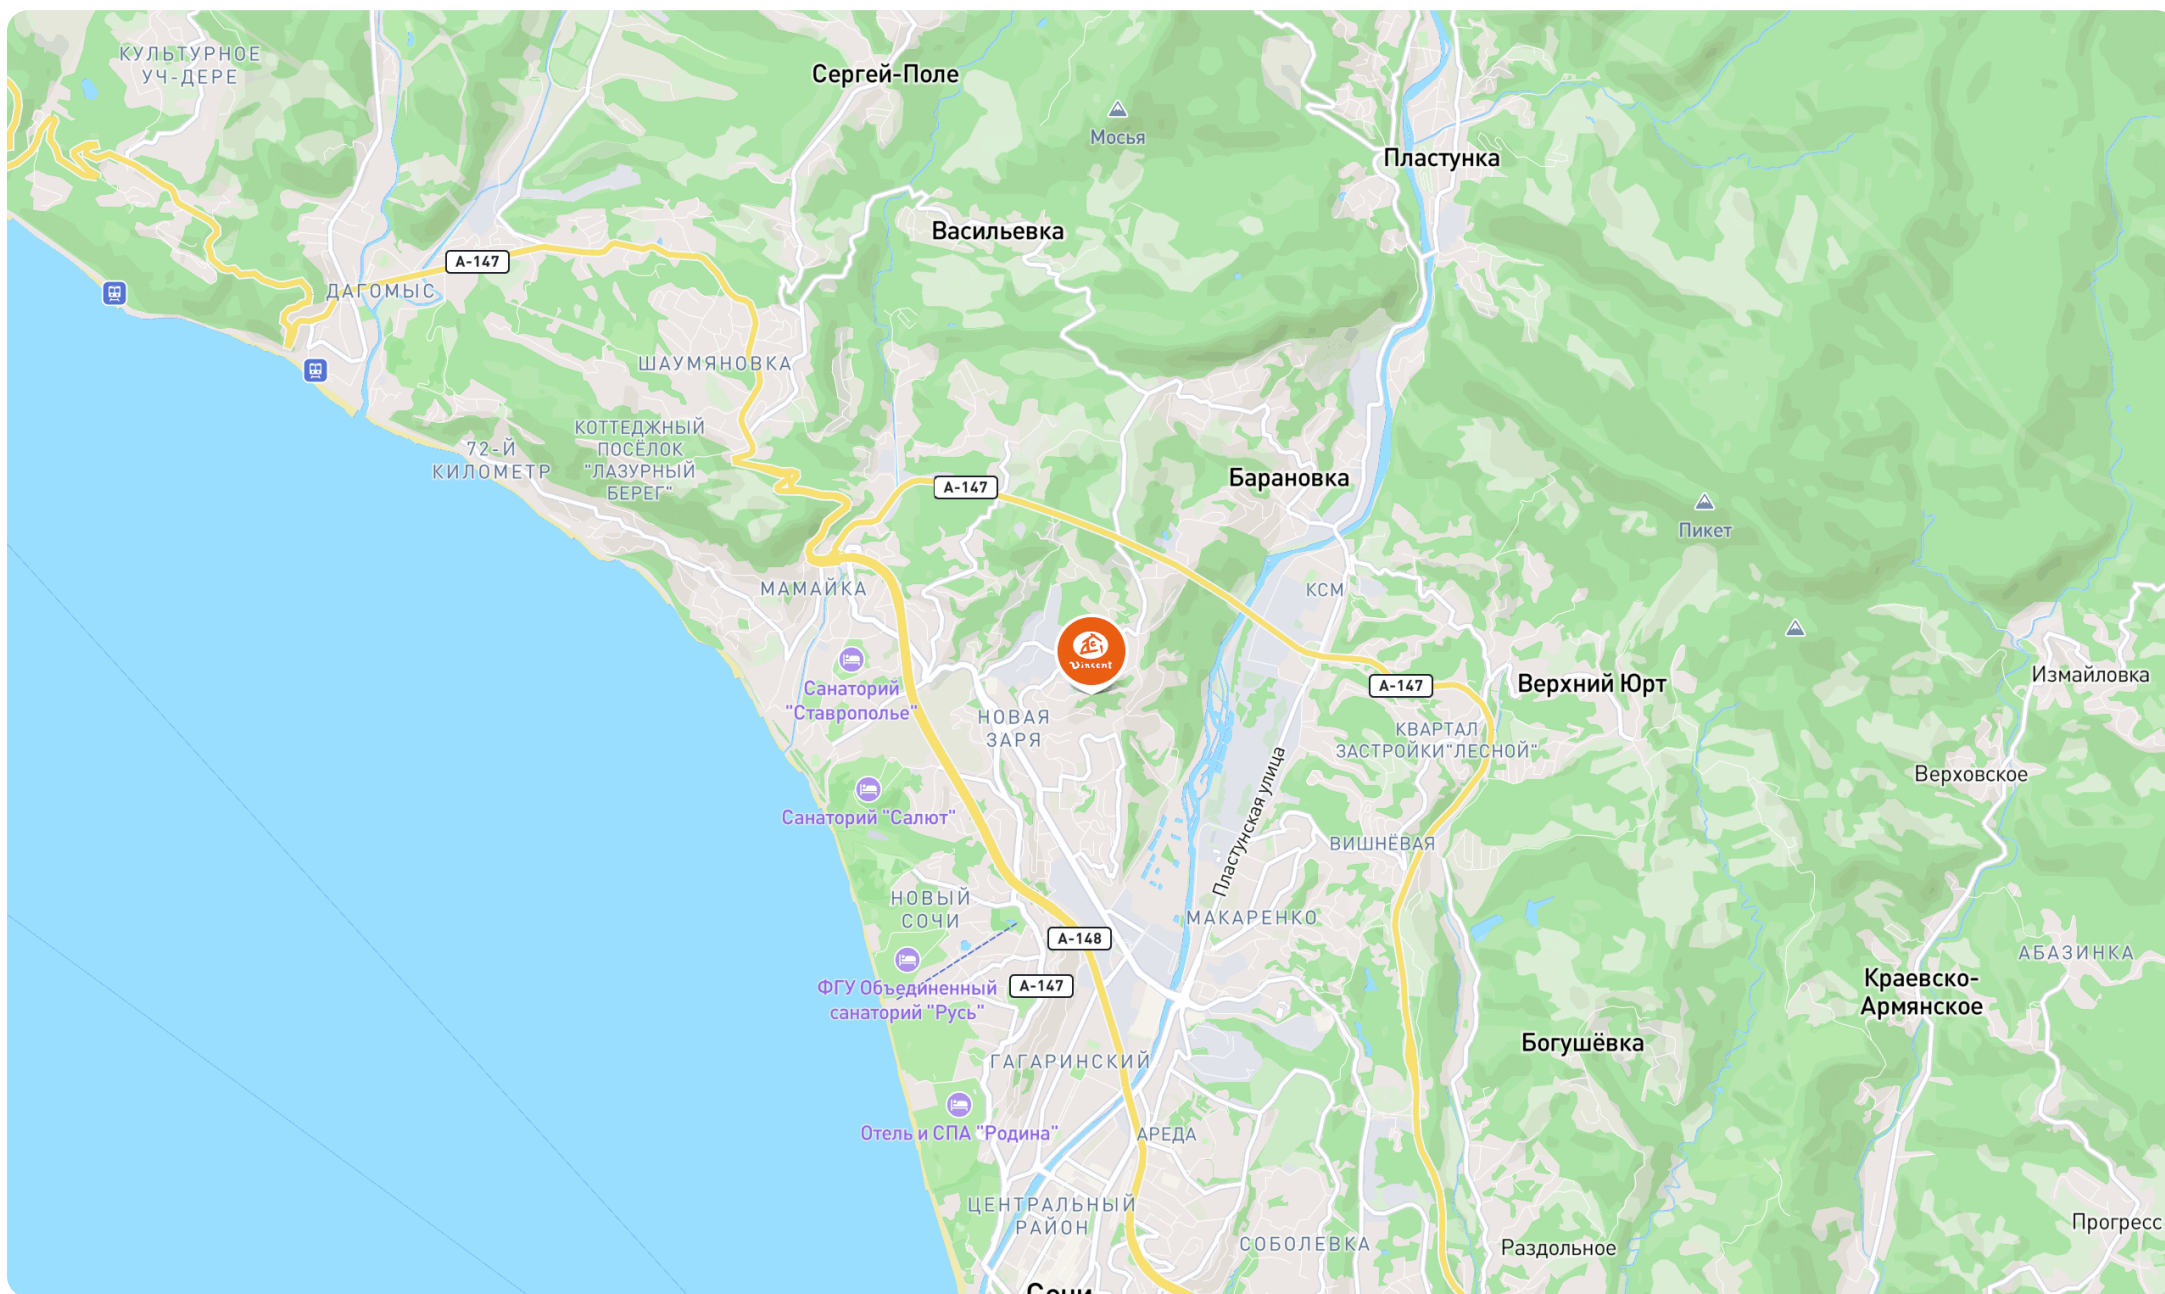 КУЛЬТУРНОЕ
УЧ-ДЕРЕ
Сергей-Поле
Мосья
Пластунка
Васильевка
А-147
ДАГОМЫС
ШАУМЯНОВКА
КОТТЕДЖНЫЙ
ПОСЁЛОК
"ЛАЗУРНЫЙ
БЕРЕГ"
72-Й
КИЛОМЕТР
А-147
Барановка
Пикет
МАМАЙКА
КСМ
Vincent
Санаторий
"Ставрополье"
А-147
Верхний Юрт
Измайловка
НОВАЯ
ЗАРЯ
КВАРТАЛ
ЗАСТРОЙКИ"ЛЕСНОЙ"
Верховское
Санаторий "Салют"
Пластунская улица
ВИШНЁВАЯ
НОВЫЙ
СОЧИ
МАКАРЕНКО
А-148
АБАЗИНКА
ФГУ Объединенный
санаторий "Русь"
А-147
Краевско-
Армянское
Богушёвка
ГАГАРИНСКИЙ
Отель и СПА "Родина"
АРЕДА
ЦЕНТРАЛЬНЫЙ
РАЙОН
СОБОЛЕВКА
Раздольное
Прогресс
Сочи